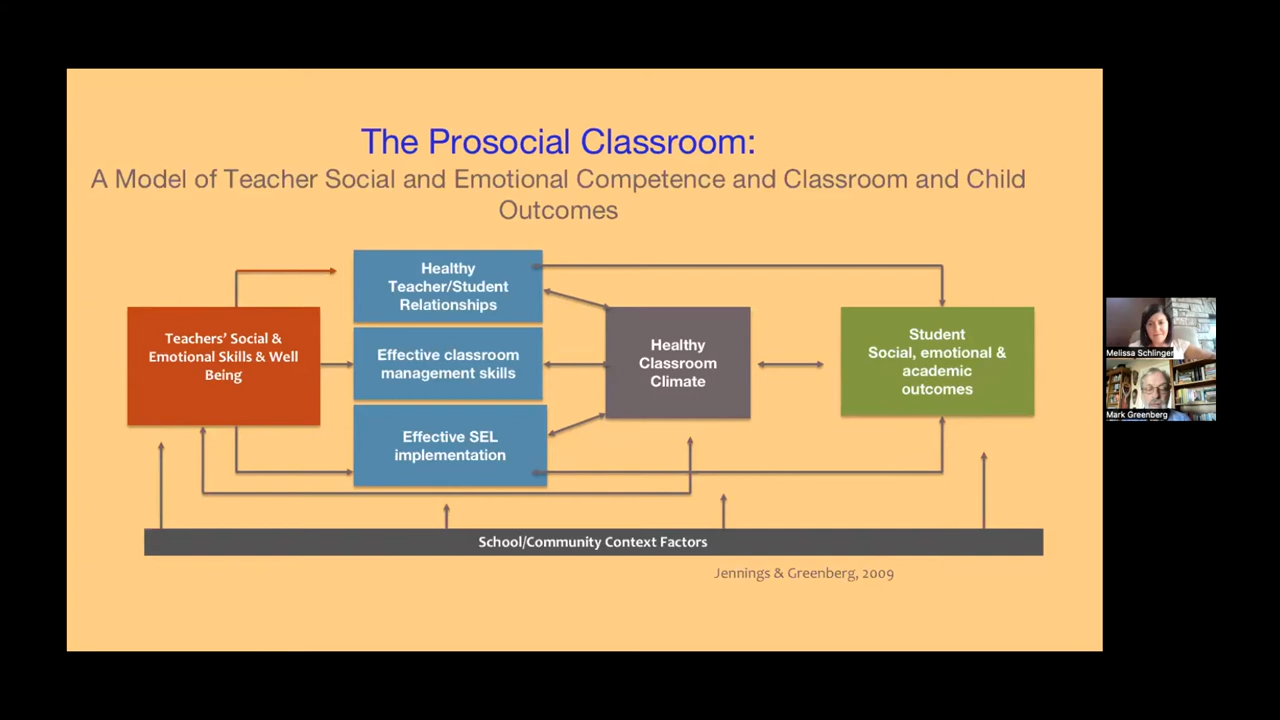 The Prosocial Classroom:
A Model of Teacher Social and Emotional Competence and Classroom and Child
Outcomes
Healthy
Teacher/Student
Relationships
Teachers' Social &
Emotional Skills & Well
Being
Effective classroom
management skills
Healthy
Classroom
Climate
Student
Social, emotional &
academic
outcomes
Effective SEL
implementation
School/Community Context Factors
Jennings & Greenberg, 2009
Melissa Schlinger
Mark Greenberg